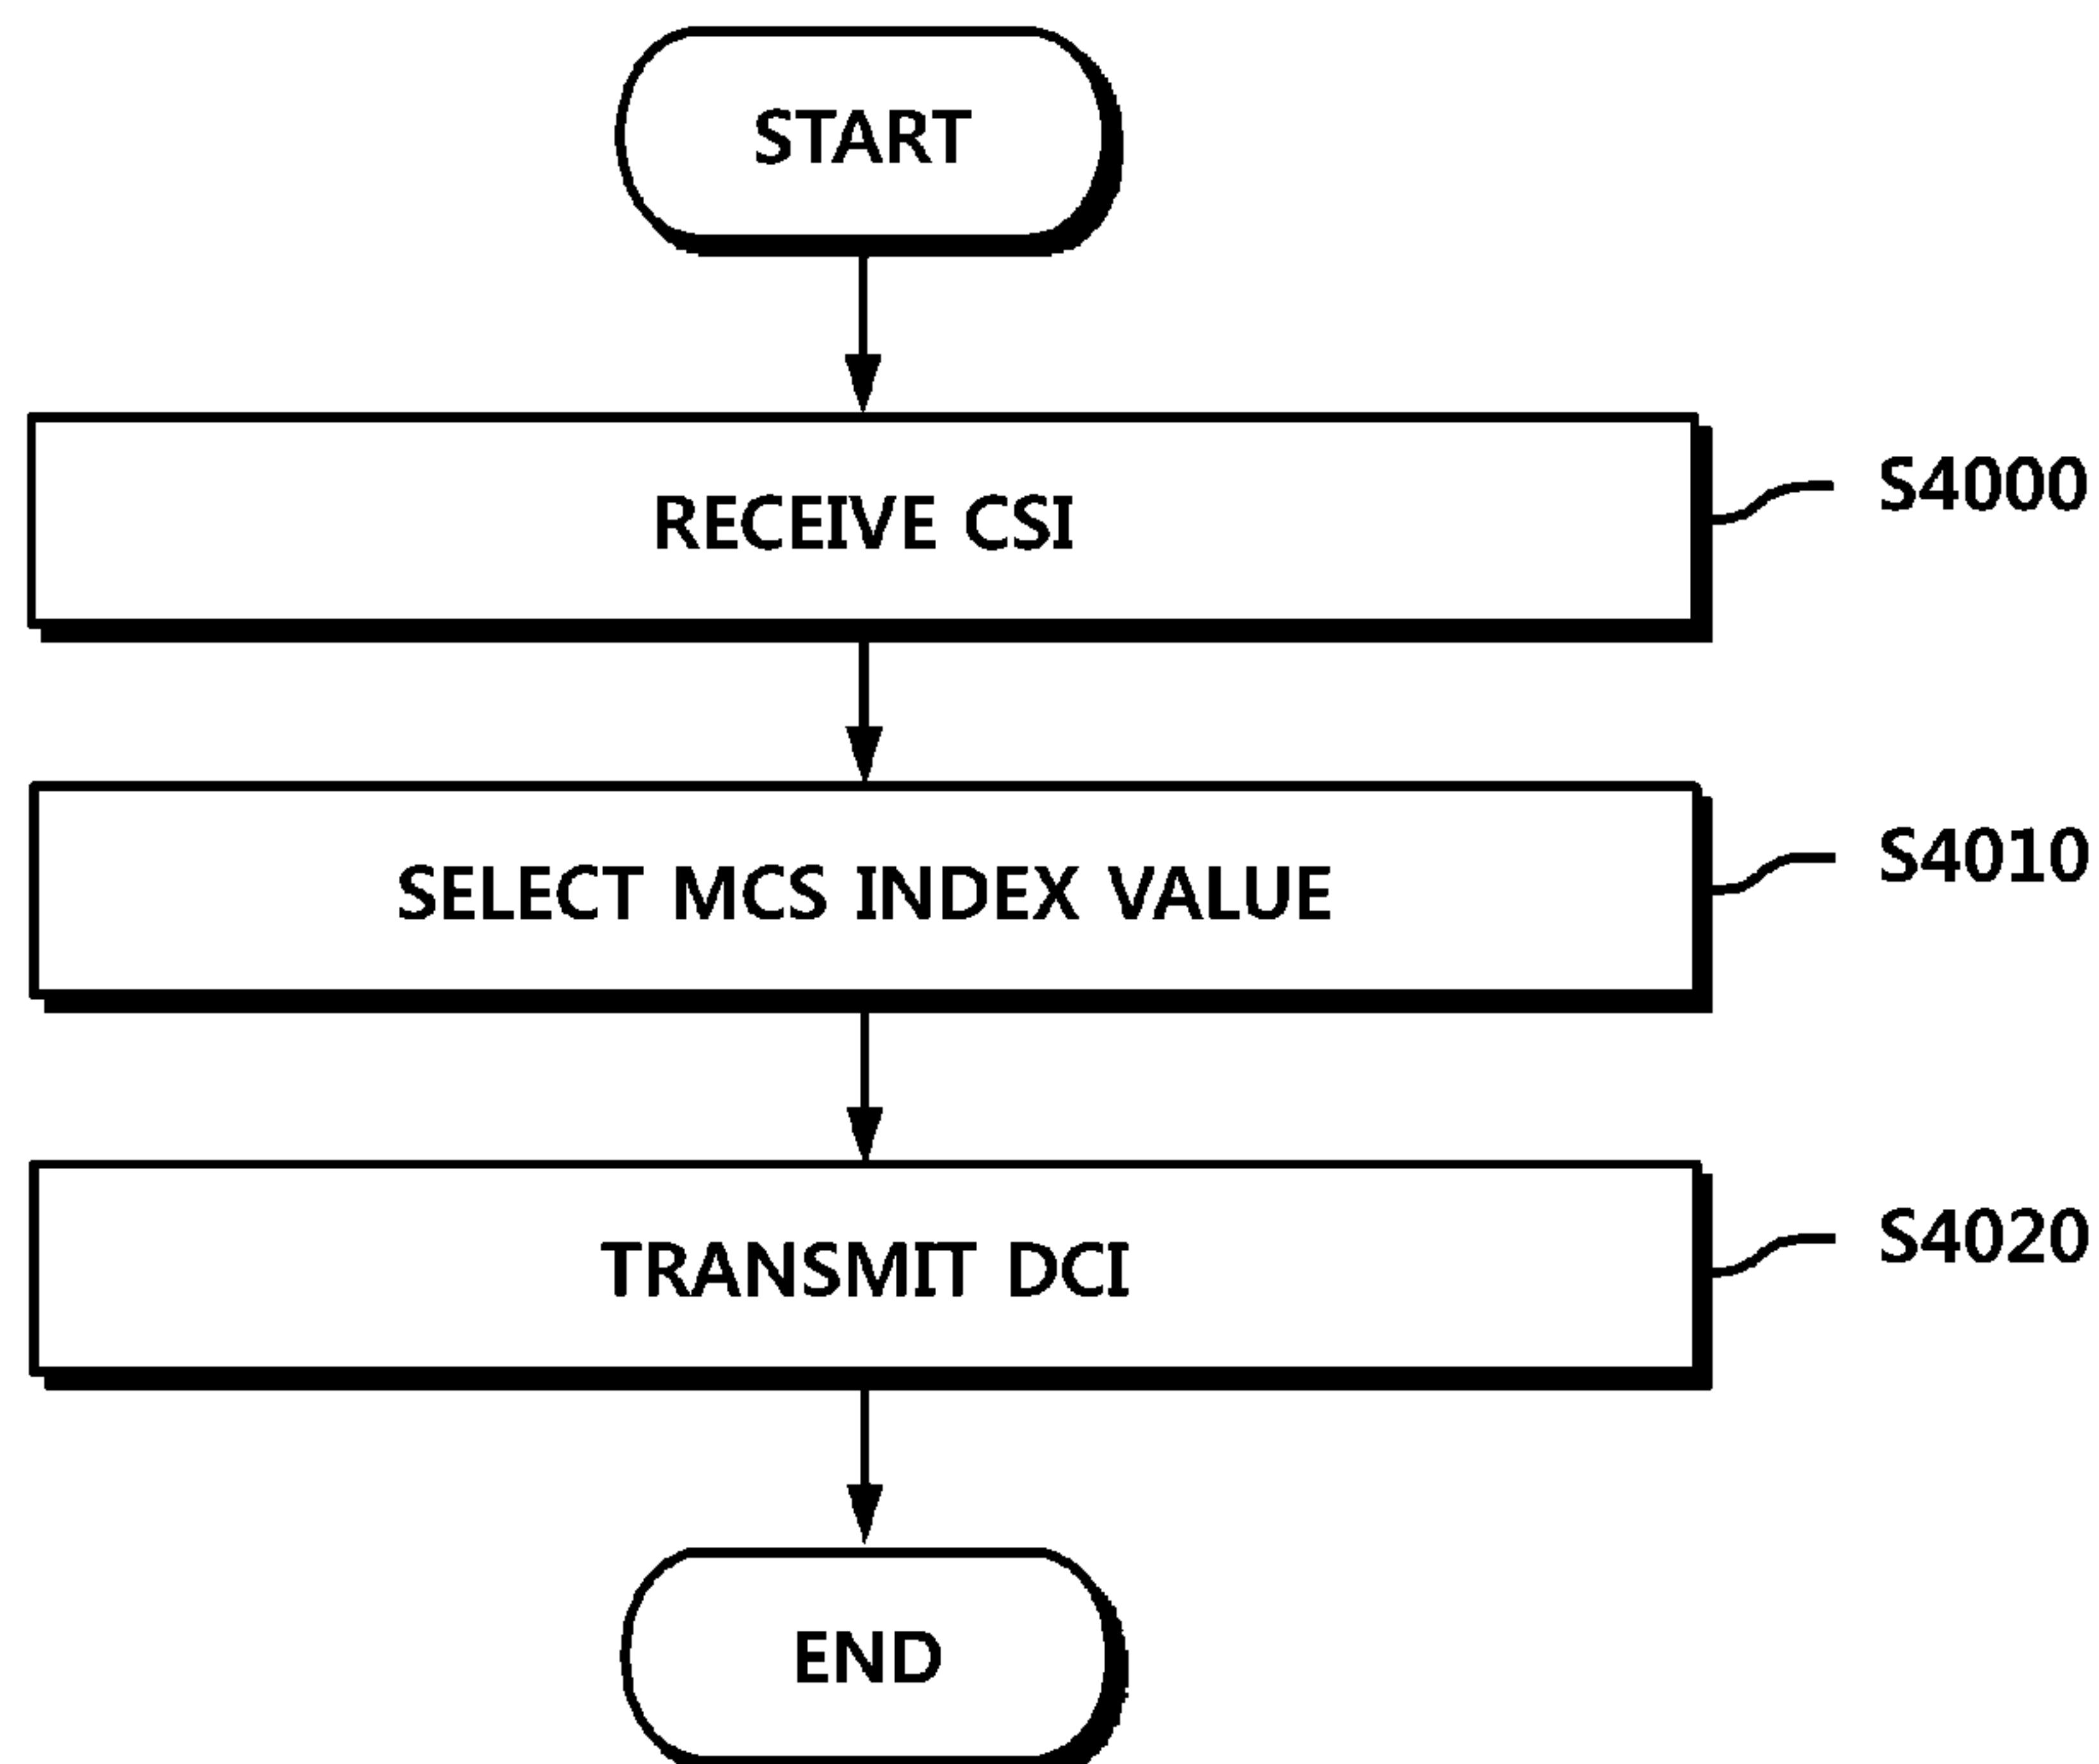 START
RECEIVE CSI
S4000
SELECT MCS INDEX VALUE
S4010
TRANSMIT DCI
S4020
END